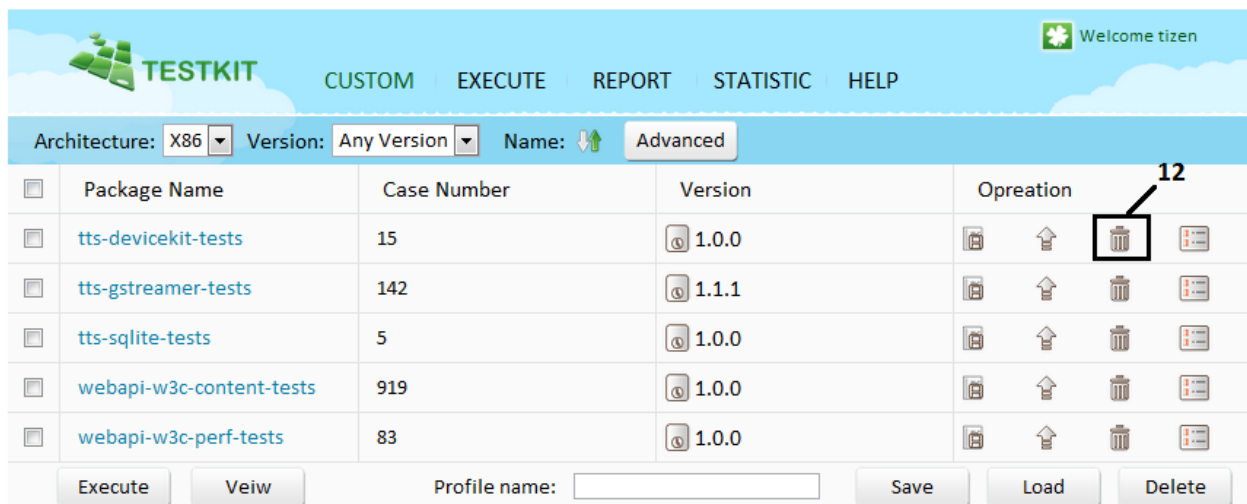 Welcome tizen
TESTKIT
CUSTOM EXECUTE REPORT STATISTIC HELP
Architecture: X86 Version: Any Version Name: Advanced
Package Name Case Number Version Opreation 12
tts-devicekit-tests 15 1.0.0
tts-gstreamer-tests 142 1.1.1
tts-sqlite-tests 5 1.0.0
webapi-w3c-content-tests 919 1.0.0
webapi-w3c-perf-tests 83 1.0.0
Execute Veiw Profile name: Save Load Delete